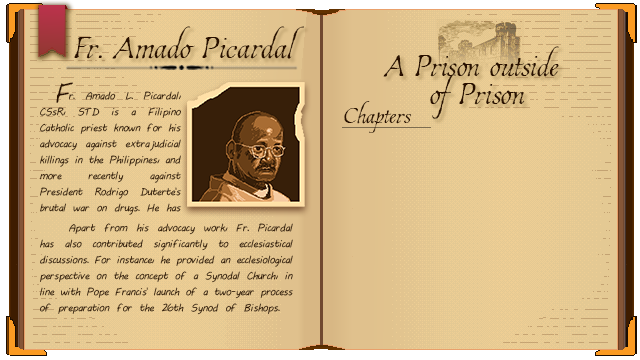 Fr. Amado Picardal
Fr. Amado L. Picardal,
CSsR, STD is a Filipino
Catholic priest known for his
advocacy against extrajudicial
killings in the Philippines, and
more recently against
President Rodrigo Duterte's
brutal war on drugs. He has
Apart from his advocacy work, Fr. Picardal
has also contributed significantly to ecclesiastical
discussions. For instance, he provided an ecclesiological
perspective on the concept of a Synodal Church, in
line with Pope Francis' launch of a two-year process
of preparation for the 26th Synod of Bishops.
A Prison outside
of Prison
Chapters